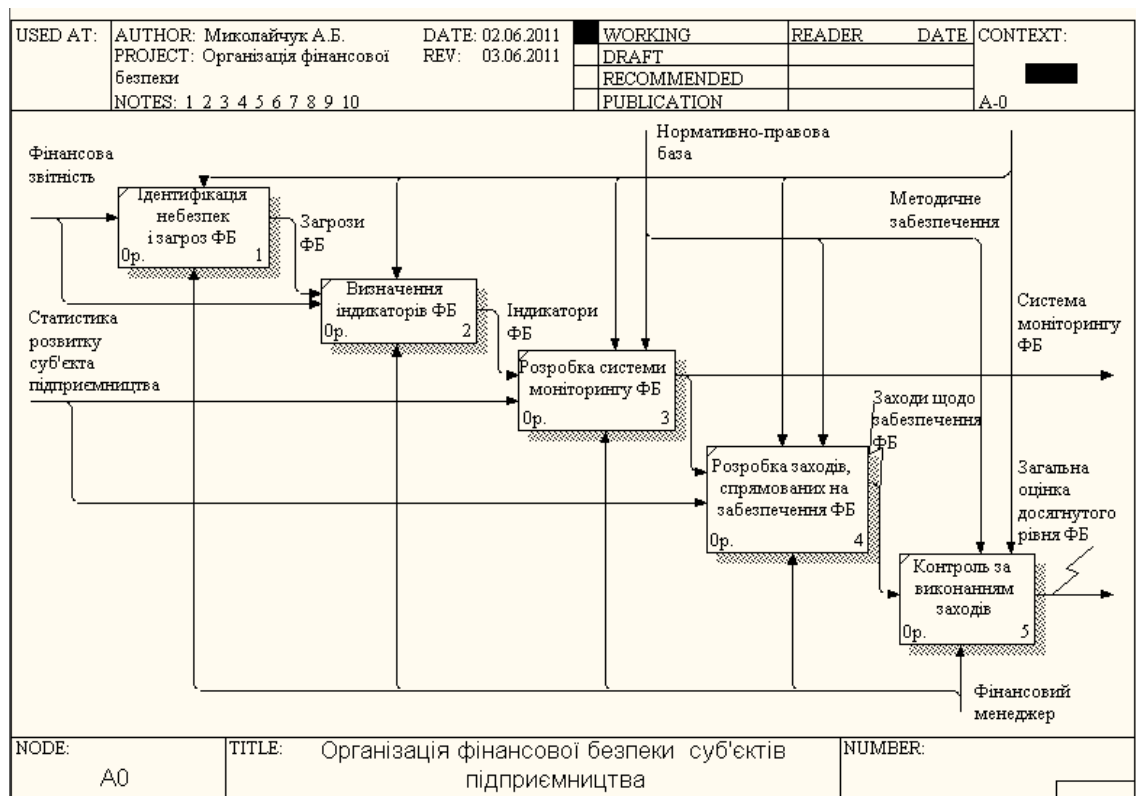 USED AT:
AUTHOR: Миколайчук А.Б.
DATE: 02.06.2011
PROJECT: Організація фінансової
безпеки
REV: 03.06.2011
NOTES: 1 2 3 4 5 6 7 8 9 10
WORKING
DRAFT
RECOMMENDED
PUBLICATION
READER DATE
CONTEXT:
A-0
Нормативно-правова
база
Фінансова
звітність
Ідентифікація
небезпек
і загроз ФБ
0р. 1
Загрози
ФБ
Методичне
забезпечення
Визначення
індикаторів ФБ
0р. 2
Індикатори
ФБ
Система
моніторингу
ФБ
Статистика
розвитку
суб'єкта
підприємництва
Розробка системи
моніторингу ФБ
0р. 3
Заходи щодо
забезпечення
ФБ
Розробка заходів,
спрямованих на
забезпечення ФБ
0р. 4
Загальна
оцінка
досягнутого
рівня ФБ
Контроль за
виконанням
заходів
0р. 5
Фінансовий
менеджер
NODE:
A0
TITLE:
Організація фінансової безпеки суб'єктів
підприємництва
NUMBER: